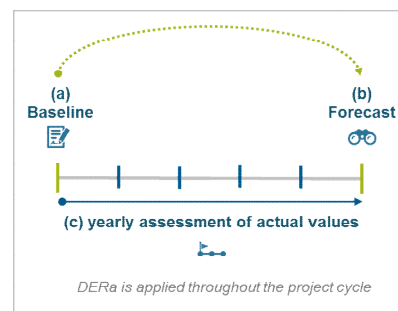 (a)
Baseline
(b)
Forecast
(c) yearly assessment of actual values
DERa is applied throughout the project cycle